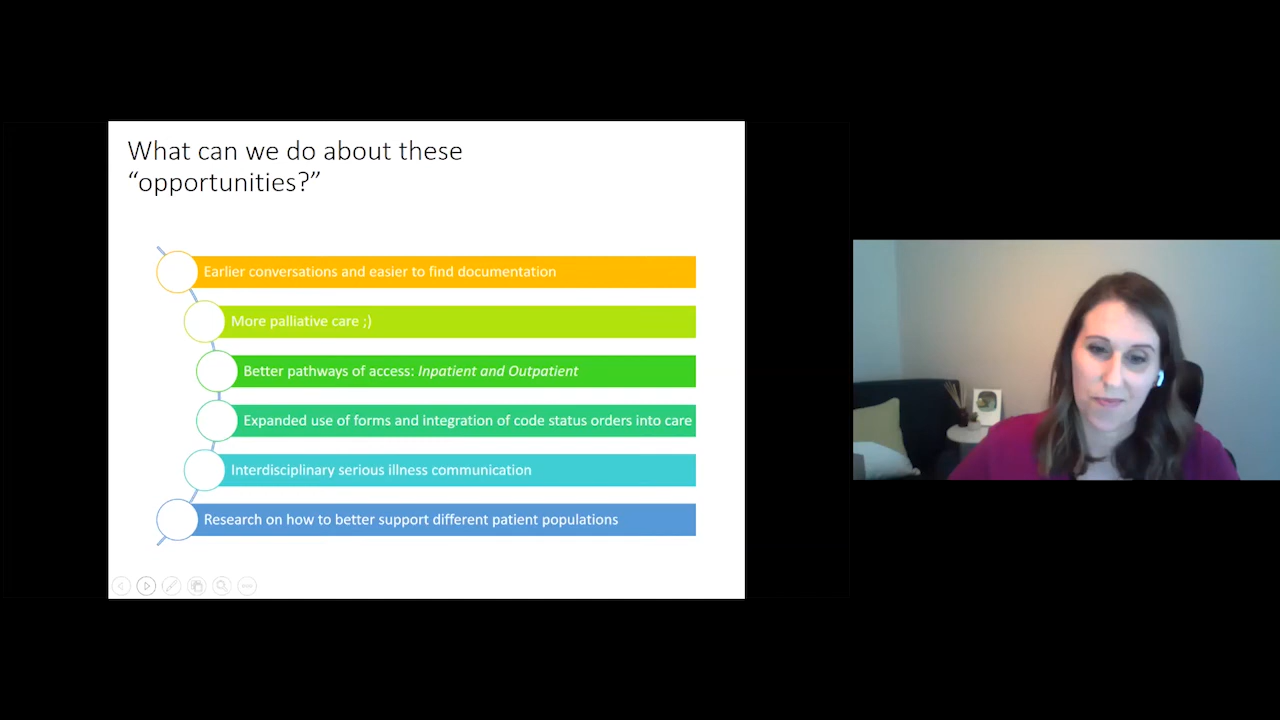 What can we do about these
“opportunities?”
Earlier conversations and easier to find documentation
More palliative care ;)
Better pathways of access: Inpatient and Outpatient
Expanded use of forms and integration of code status orders into care
Interdisciplinary serious illness communication
Research on how to better support different patient populations